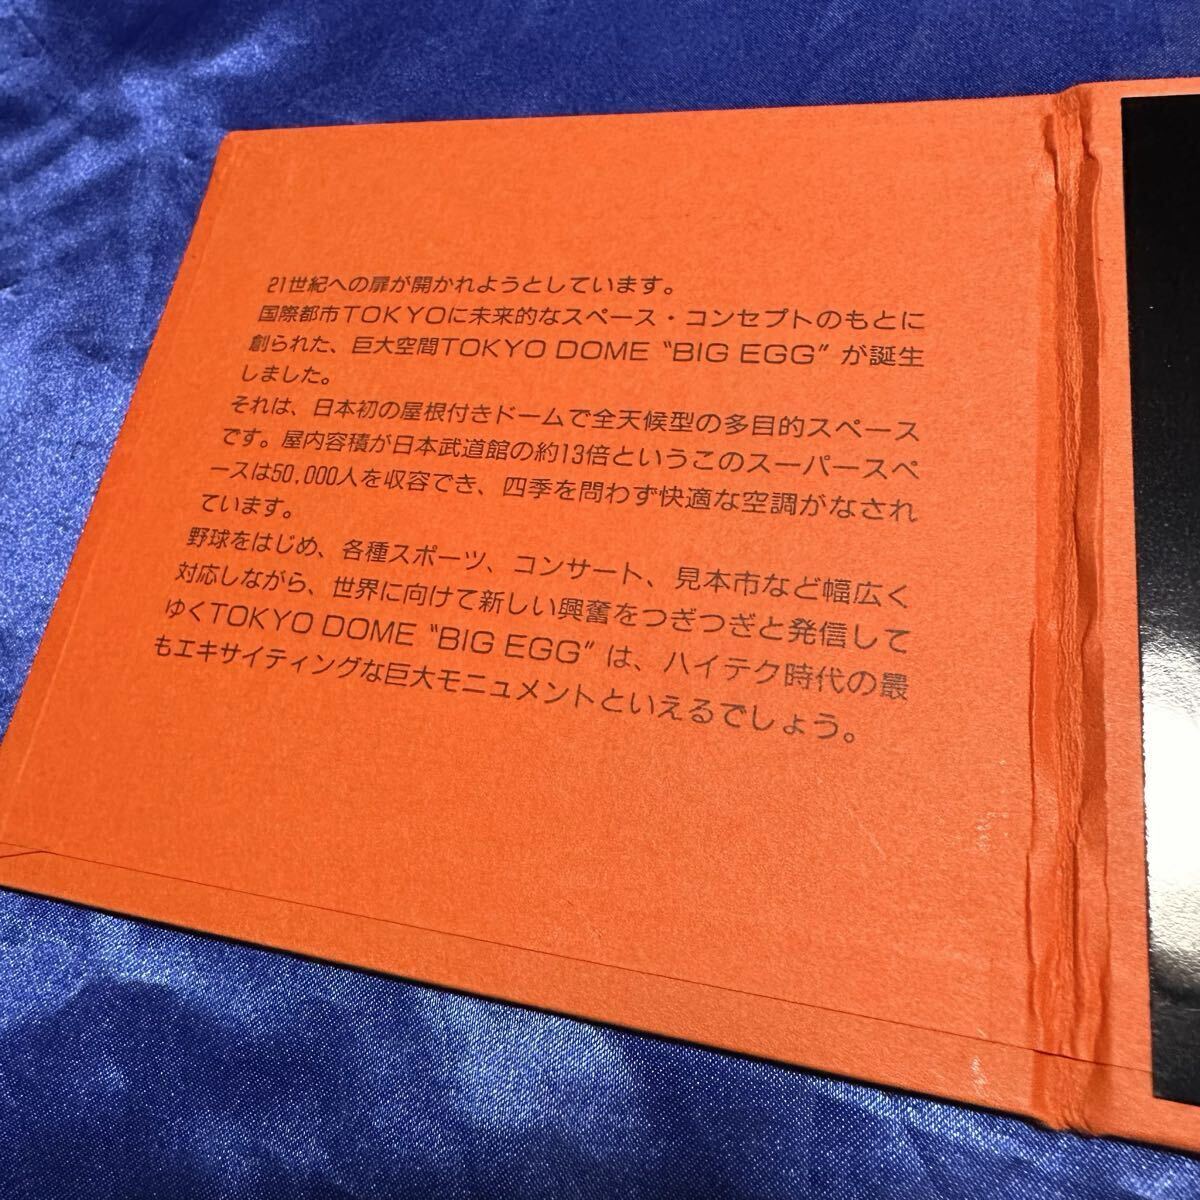 21世紀への扉が開かれようとしています。
国際都市TOKYOに未来的なスペース・コンセプトのもとに
創られた、巨大空間TOKYO DOME “BIG EGG” が誕生
しました。
それは、日本初の屋根付きドームで全天候型の多目的スペース
です。屋内容積が日本武道館の約13倍というこのスーパースペ
ースは50,000人を収容でき、四季を問わず快適な空調がなされ
ています。
野球をはじめ、各種スポーツ、コンサート、見本市など幅広く
対応しながら、世界に向けて新しい興奮をつぎつぎと発信して
ゆくTOKYO DOME “BIG EGG” は、ハイテク時代の最
もエキサイティングな巨大モニュメントといえるでしょう。